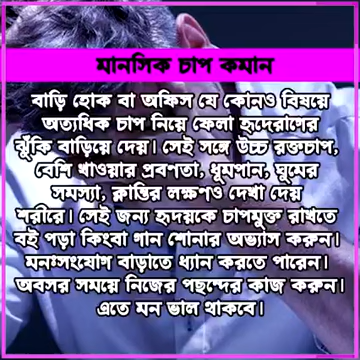 মানসিক চাপ কমান
বাড়ি হোক বা অফিস যে কোনও বিষয়ে
অত্যধিক চাপ নিয়ে ফেলা হৃদেরাগের
ঝুঁকি বাড়িয়ে দেয়। সেই সঙ্গে উচ্চ রক্তচাপ,
বেশি খাওয়ার প্রবণতা, ধূমপান, ঘুমের
সমস্যা, ক্লান্তির লক্ষণও দেখা দেয়
শরীরে। সেই জন্য হৃদয়কে চাপমুক্ত রাখতে
বই পড়া কিংবা গান শোনার অভ্যাস করুন।
মনঃসংযোগ বাড়াতে ধ্যান করতে পারেন।
অবসর সময়ে নিজের পছন্দের কাজ করুন।
এতে মন ভাল থাকবে।